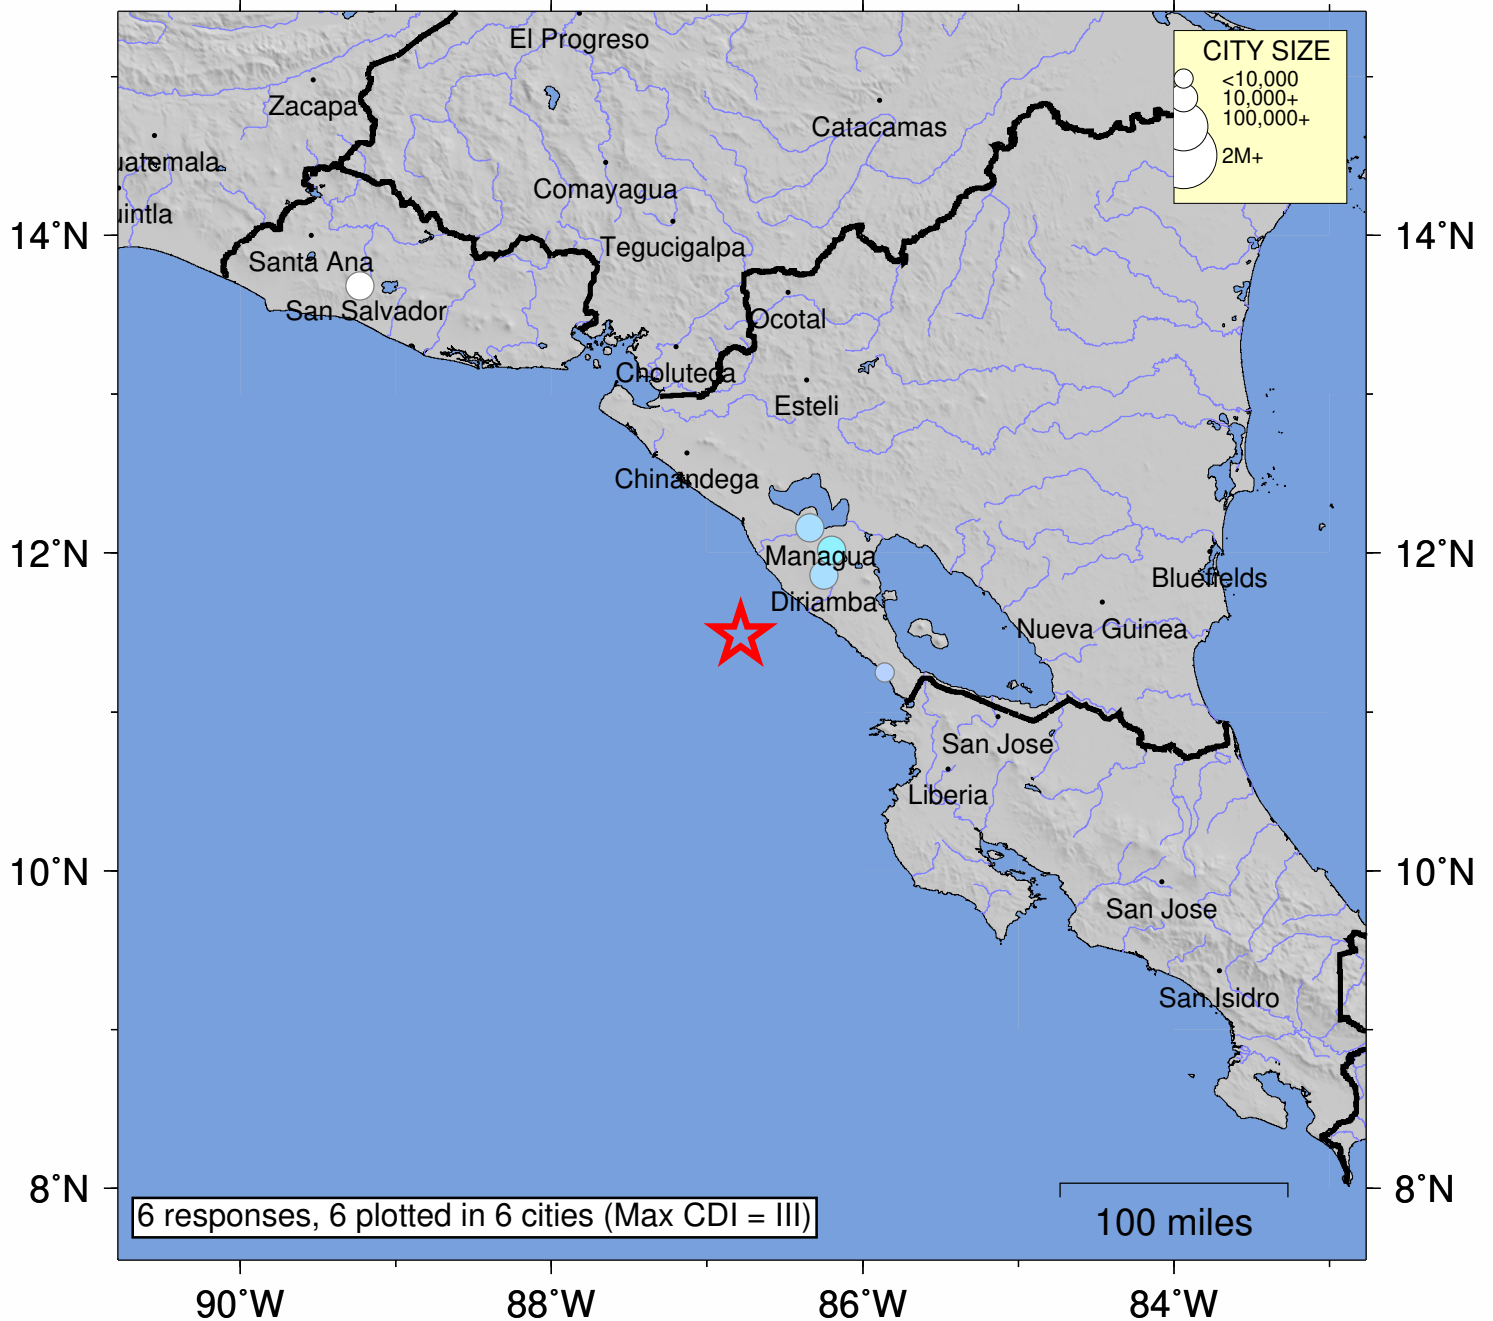 El Progreso
CITY SIZE
<10,000
10,000+
100,000+
2M+
Zacapa
Catacamas
uatemala
Comayagua
uintla
14°N
14°N
Tegucigalpa
Santa Ana
San Salvador
Ocotal
Choluteca
Esteli
Chinandega
12°N
Managua
12°N
Bluefields
Diriamba
Nueva Guinea
San Jose
Liberia
10°N
10°N
San Jose
San Isidro
8°N
8°N
6 responses, 6 plotted in 6 cities (Max CDI = III)
100 miles
90°W
88°W
86°W
84°W